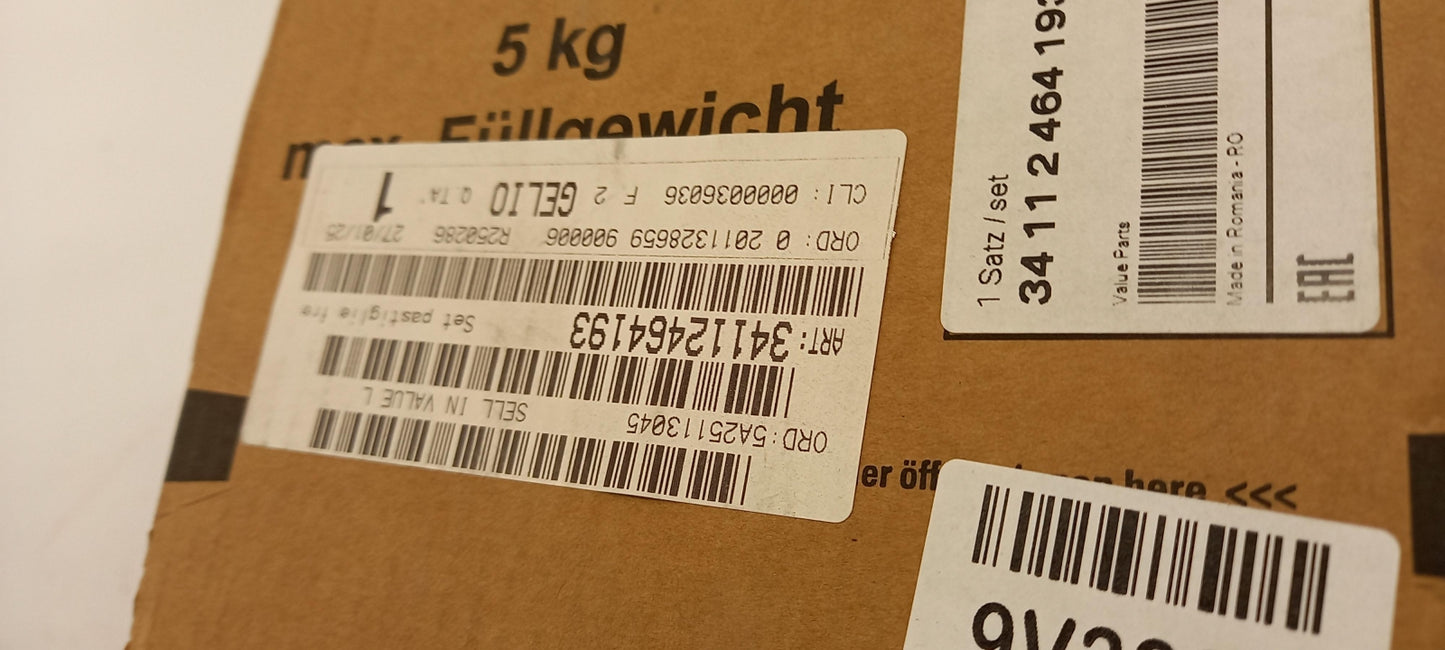 5 kg
max. Füllgewicht
CLI: 0000036036 F 2 GELIO Q.TA' 1
ORD: 0 2011328659 900006 R250286 27/01/25
ART:34112464193 Set pastiglie fre
ORD:5A25113045 SELL IN VALUE L
1 Satz / set
34 11 2 464 193
Value Parts
Made in Romania - RO
EAC
er öff
here <<<